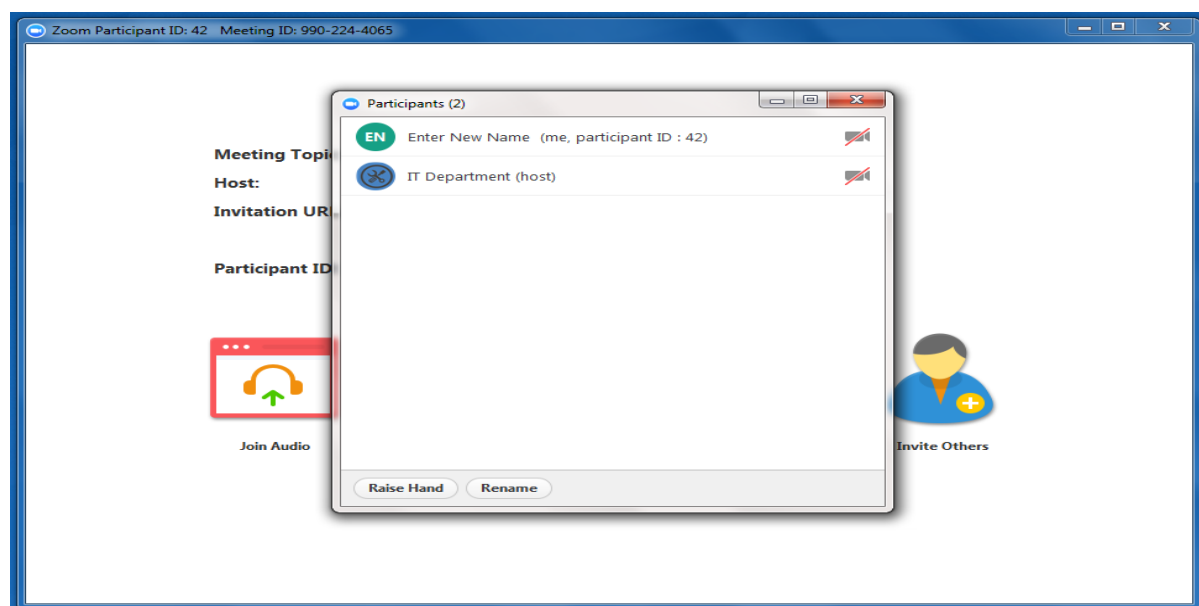 Zoom Participant ID: 42 Meeting ID: 990-224-4065
Participants (2)
EN Enter New Name (me, participant ID : 42)
IT Department (host)
Meeting Topi
Host:
Invitation UR
Participant ID
Join Audio
Invite Others
Raise Hand Rename